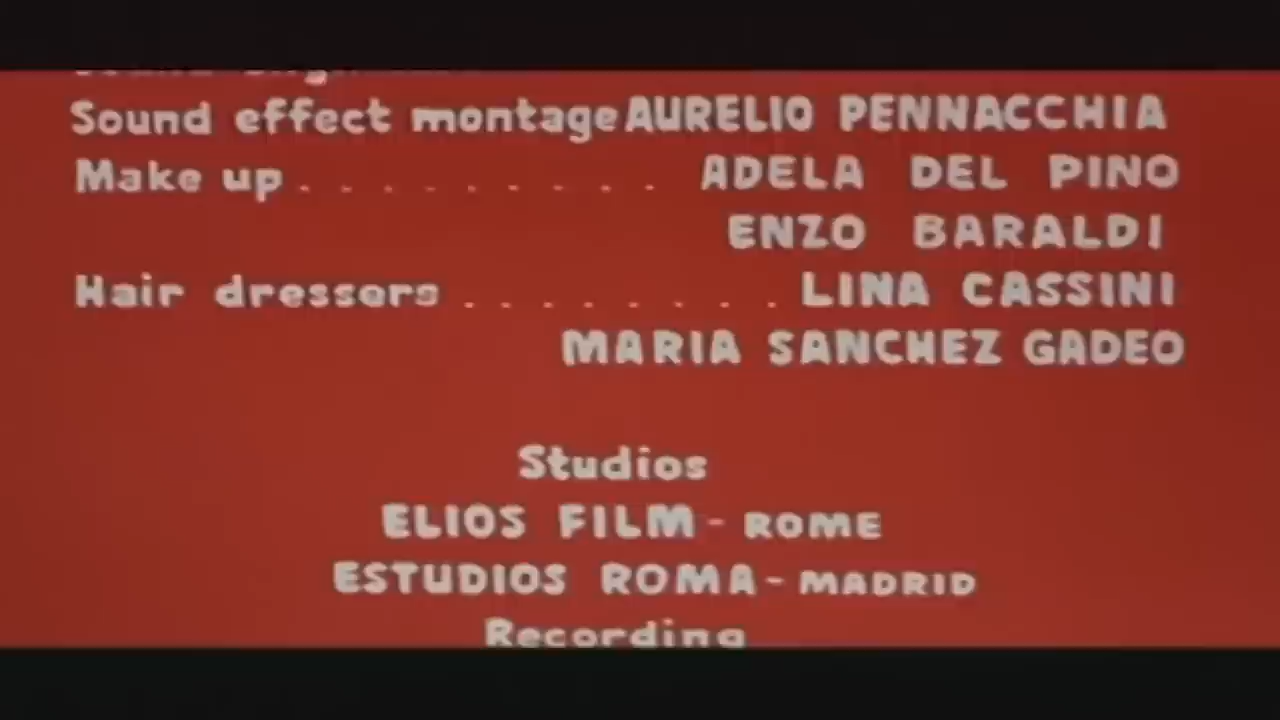 Sound effect montage AURELIO PENNACCHIA
Make up . . . . . . . . . ADELA DEL PINO
ENZO BARALDI
Hair dressers . . . . . . . . LINA CASSINI
MARIA SANCHEZ GADEO
Studios
ELIOS FILM - ROME
ESTUDIOS ROMA - MADRID
Recording